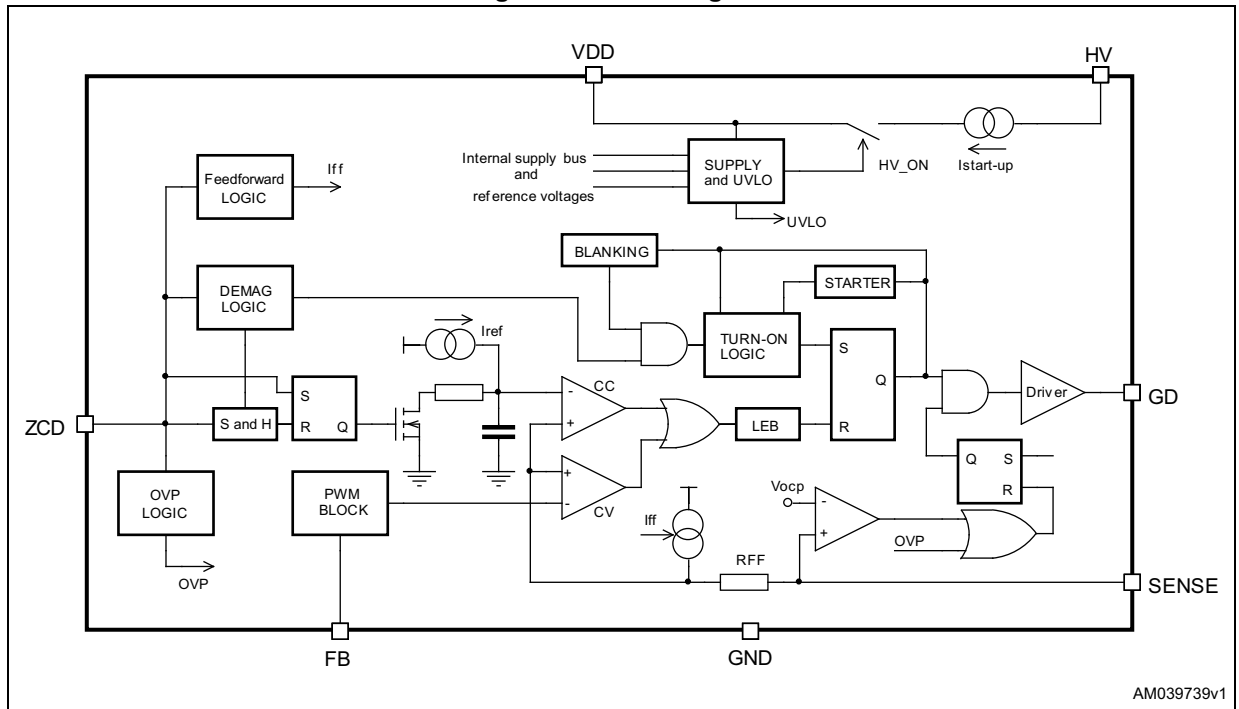 VDD
HV
Internal supply bus
and
reference voltages
SUPPLY
and UVLO
HV_ON
Istart-up
UVLO
Feedforward
LOGIC
Iff
BLANKING
STARTER
DEMAG
LOGIC
Iref
TURN-ON
LOGIC
S
Q
R
CC
-
+
Driver
GD
ZCD
S and H
S
R
Q
LEB
Q
S
R
OVP
LOGIC
PWM
BLOCK
+
-
CV
Vocp
-
+
Iff
OVP
RFF
OVP
SENSE
FB
GND
AM039739v1